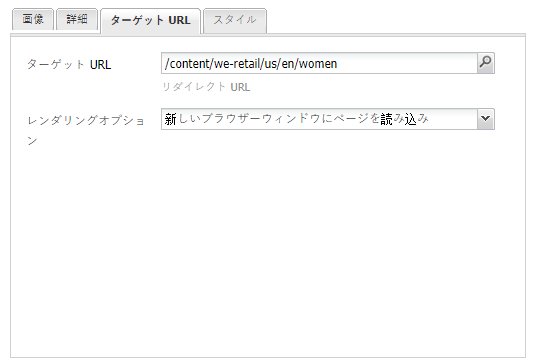 画像 詳細 ターゲット URL スタイル
ターゲット URL /content/we-retail/us/en/women
リダイレクト URL
レンダリングオプショ 新しいブラウザーウィンドウにページを読み込み
ン